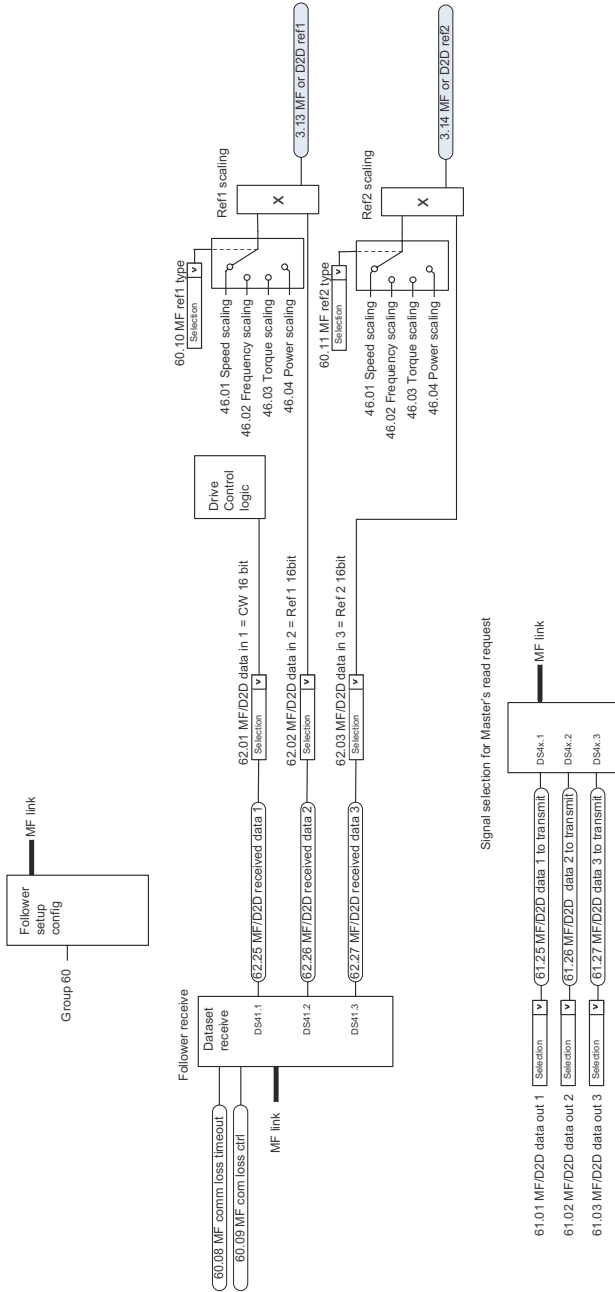 Follower
setup
config
MF link
Group 60
Follower receive
60.08 MF comm loss timeout
60.09 MF com loss ctrl
Dataset
receive
DS41.1
DS41.2
DS41.3
MF link
62.25 MF/D2D received data 1
62.26 MF/D2D received data 2
62.27 MF/D2D received data 3
62.01 MF/D2D data in 1 = CW 16 bit
Selection v
62.02 MF/D2D data in 2 = Ref 1 16bit
Selection v
62.03 MF/D2D data in 3 = Ref 2 16bit
Selection v
Drive
Control
logic
60.10 MF ref1 type
Selection v
46.01 Speed scaling
46.02 Frequency scaling
46.03 Torque scaling
46.04 Power scaling
Ref1 scaling
X
3.13 MF or D2D ref1
60.11 MF ref2 type
Selection v
46.01 Speed scaling
46.02 Frequency scaling
46.03 Torque scaling
46.04 Power scaling
Ref2 scaling
X
3.14 MF or D2D ref2
Signal selection for Master's read request
61.01 MF/D2D data out 1
Selection v
61.25 MF/D2D data 1 to transmit
DS4x.1
61.02 MF/D2D data out 2
Selection v
61.26 MF/D2D data 2 to transmit
DS4x.2
61.03 MF/D2D data out 3
Selection v
61.27 MF/D2D data 3 to transmit
DS4x.3
MF link